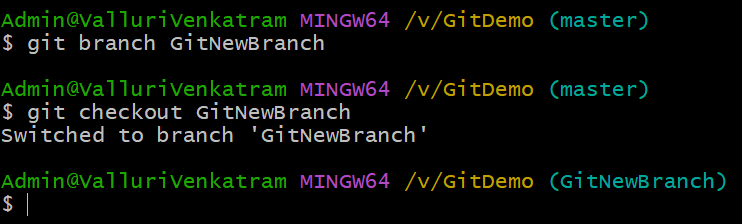 Admin@ValluriVenkatram MINGW64 /v/GitDemo (master)
$ git branch GitNewBranch
Admin@ValluriVenkatram MINGW64 /v/GitDemo (master)
$ git checkout GitNewBranch
Switched to branch 'GitNewBranch'
Admin@ValluriVenkatram MINGW64 /v/GitDemo (GitNewBranch)
$